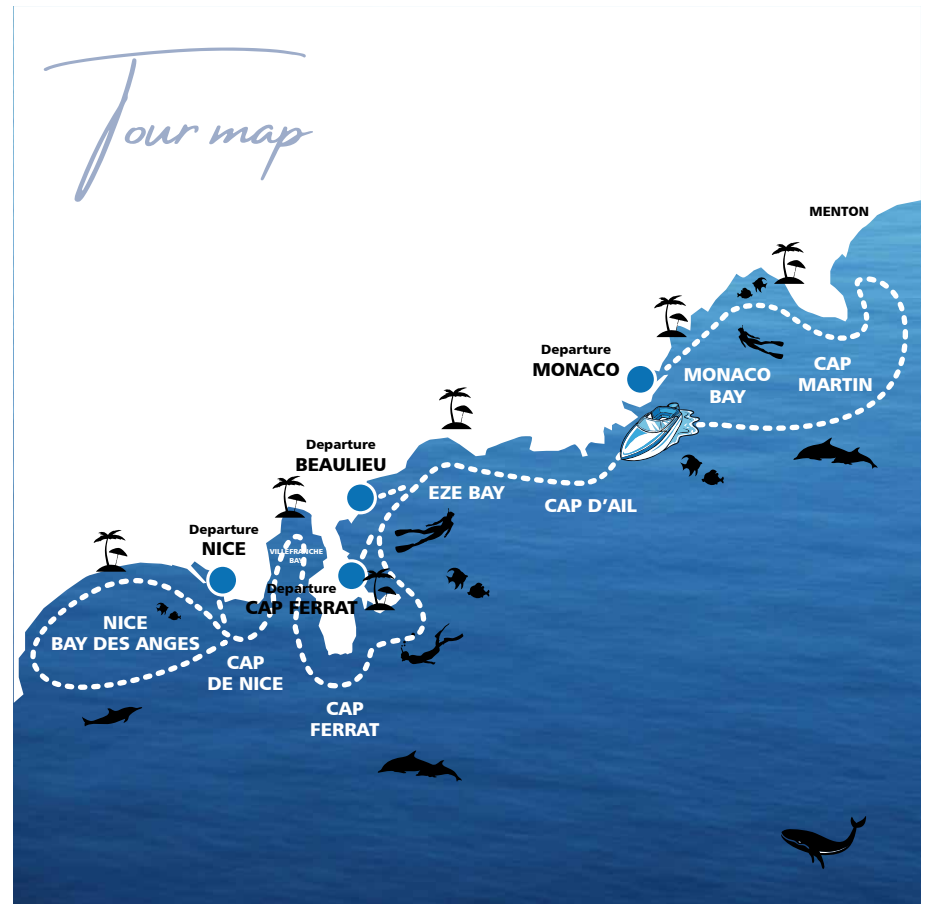 Tour map
MENTON
Departure
MONACO
MONACO
BAY
CAP
MARTIN
Departure
BEAULIEU
EZE BAY
CAP D’AIL
Departure
NICE
VILLEFRANCHE
BAY
Departure
CAP FERRAT
NICE
BAY DES ANGES
CAP
DE NICE
CAP
FERRAT